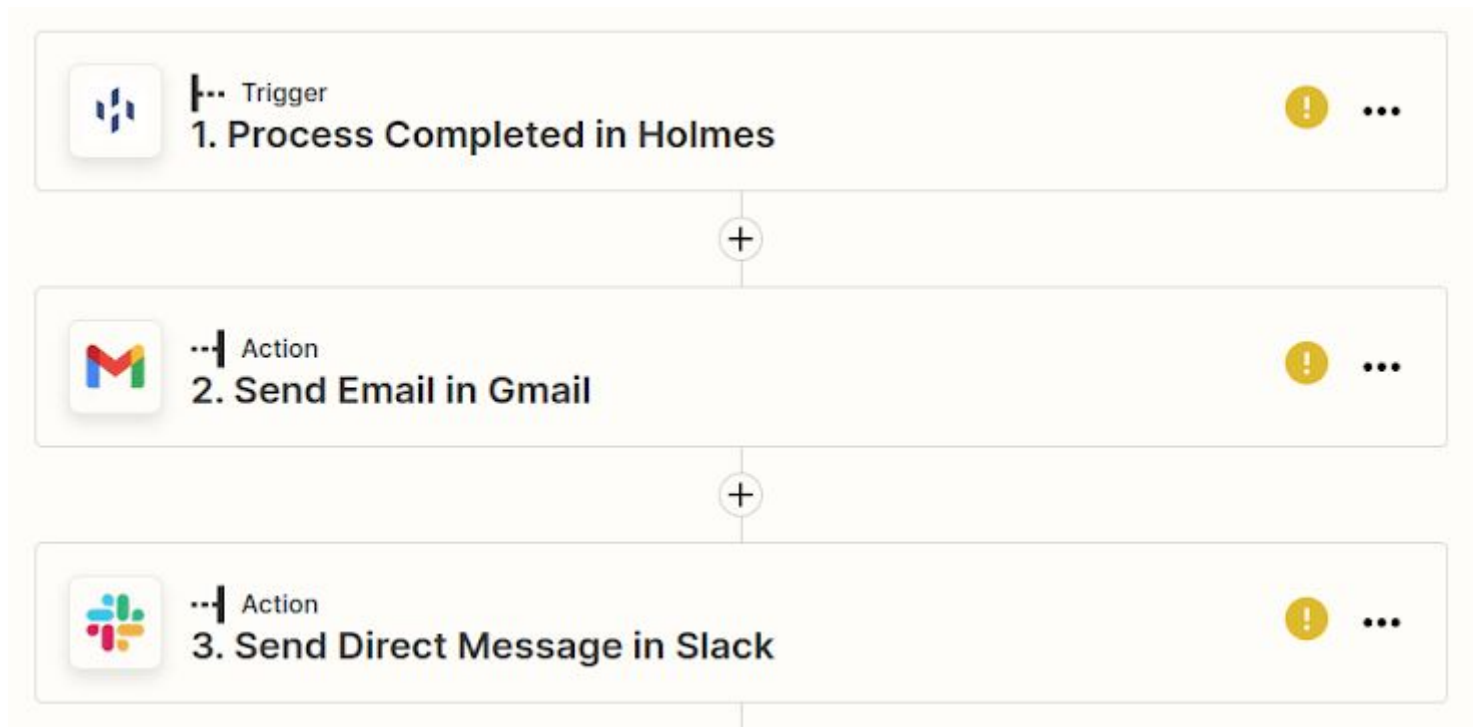 Trigger
1. Process Completed in Holmes
Action
2. Send Email in Gmail
Action
3. Send Direct Message in Slack